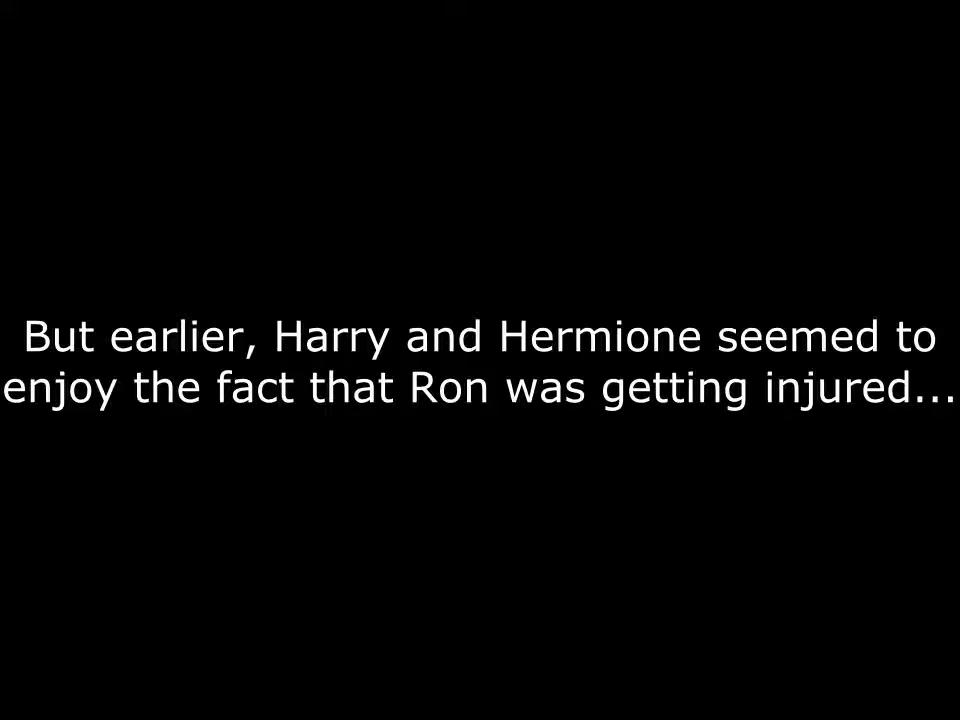 But earlier, Harry and Hermione seemed to
enjoy the fact that Ron was getting injured...